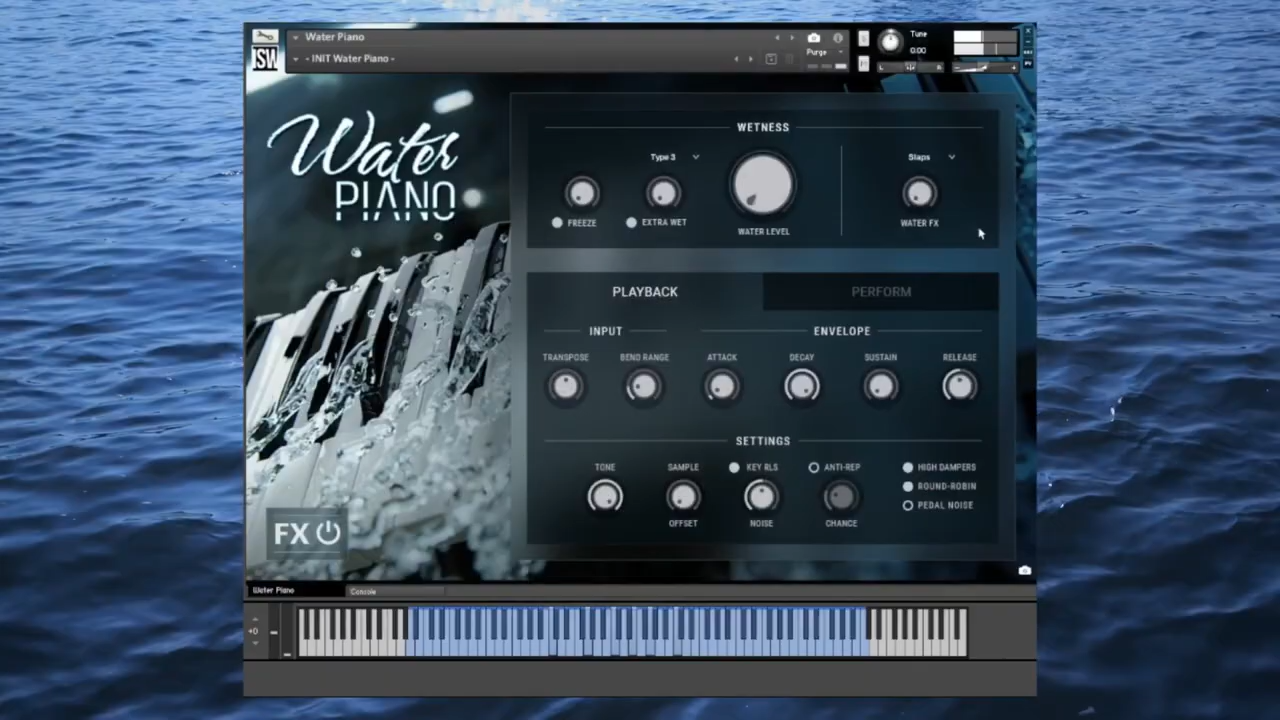 Water Piano
- INIT Water Piano -
ISW
Purge
Tune
0.00
L R
Water
PIANO
WETNESS
Type 3
Slaps
FREEZE
EXTRA WET
WATER LEVEL
WATER FX
PLAYBACK
PERFORM
INPUT
ENVELOPE
TRANSPOSE
BEND RANGE
ATTACK
DECAY
SUSTAIN
RELEASE
SETTINGS
TONE
SAMPLE
KEY RLS
ANTI-REP
HIGH DAMPERS
ROUND-ROBIN
PEDAL NOISE
OFFSET
NOISE
CHANCE
FX
Water Piano
Console
+0